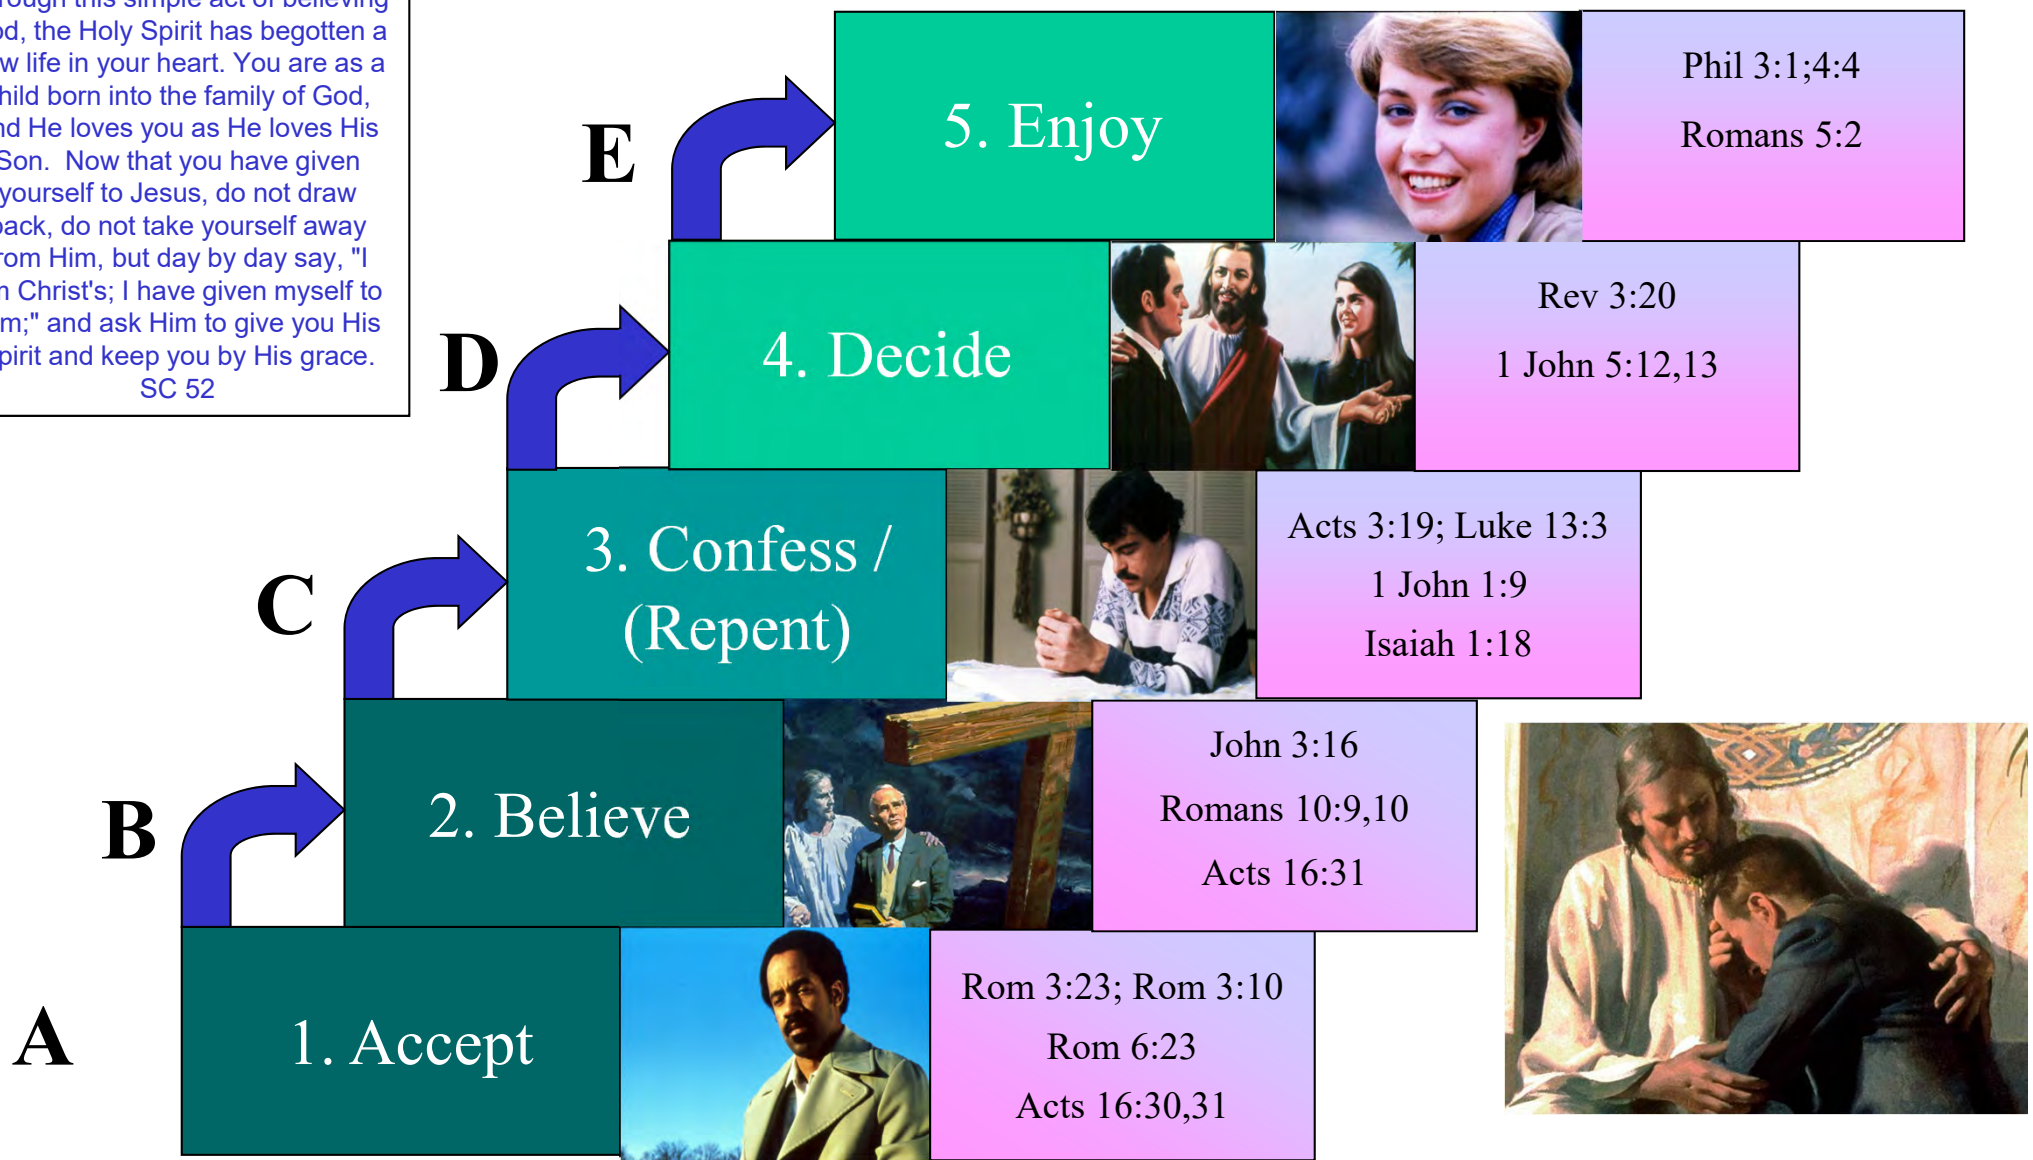 rough this simple act of believing
od, the Holy Spirit has begotten a
w life in your heart. You are as a
hild born into the family of God,
nd He loves you as He loves His
Son. Now that you have given
yourself to Jesus, do not draw
back, do not take yourself away
rom Him, but day by day say, "I
m Christ's; I have given myself to
m;" and ask Him to give you His
pirit and keep you by His grace.
SC 52
E
5. Enjoy
Phil 3:1;4:4
Romans 5:2
D
4. Decide
Rev 3:20
1 John 5:12,13
C
3. Confess /
(Repent)
Acts 3:19; Luke 13:3
1 John 1:9
Isaiah 1:18
B
2. Believe
John 3:16
Romans 10:9,10
Acts 16:31
A
1. Accept
Rom 3:23; Rom 3:10
Rom 6:23
Acts 16:30,31